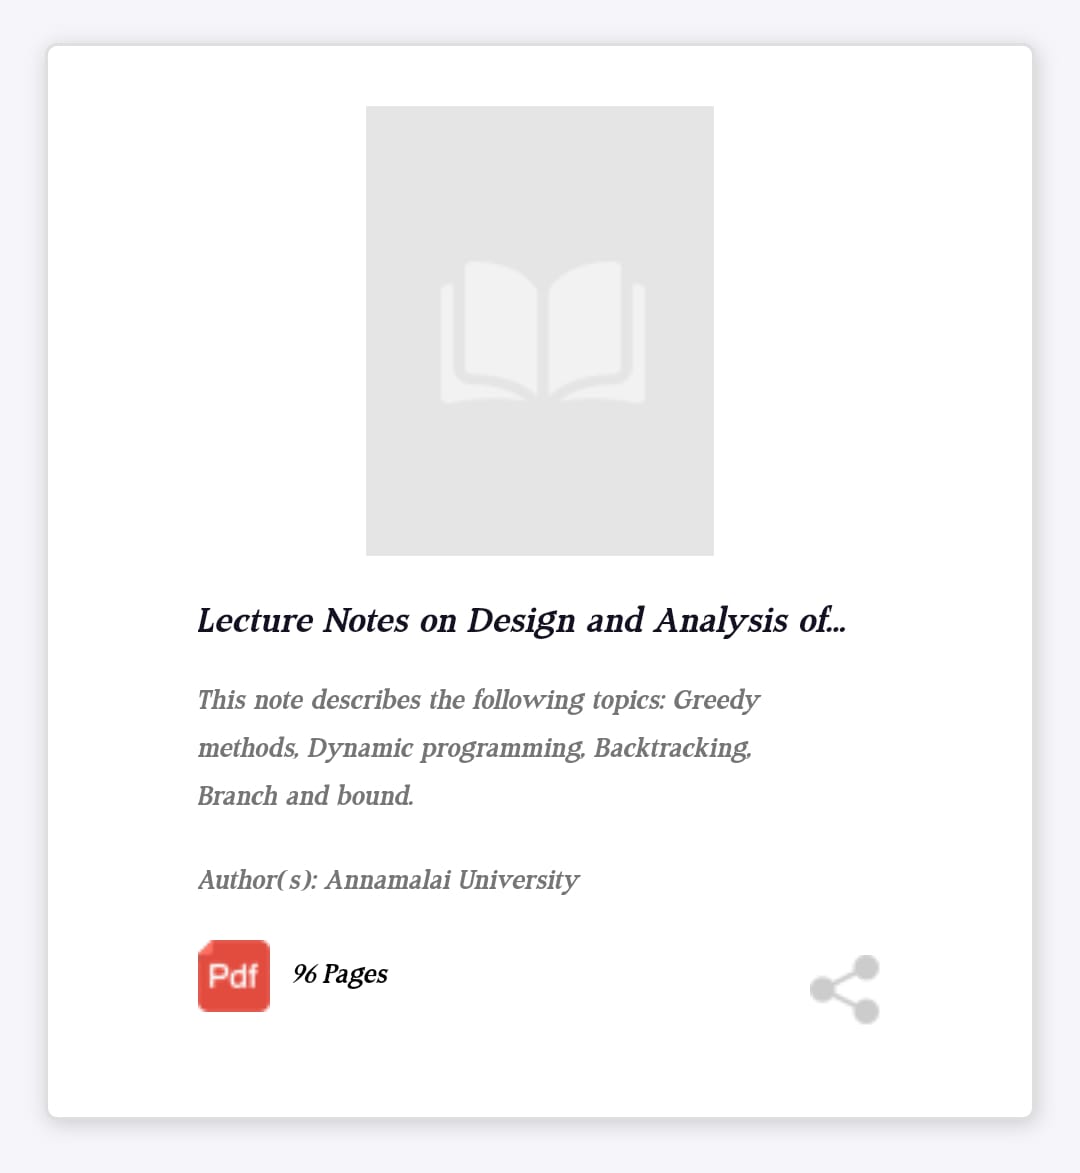 Lecture Notes on Design and Analysis of...
This note describes the following topics: Greedy
methods, Dynamic programming, Backtracking,
Branch and bound.
Author(s): Annamalai University
Pdf 96 Pages